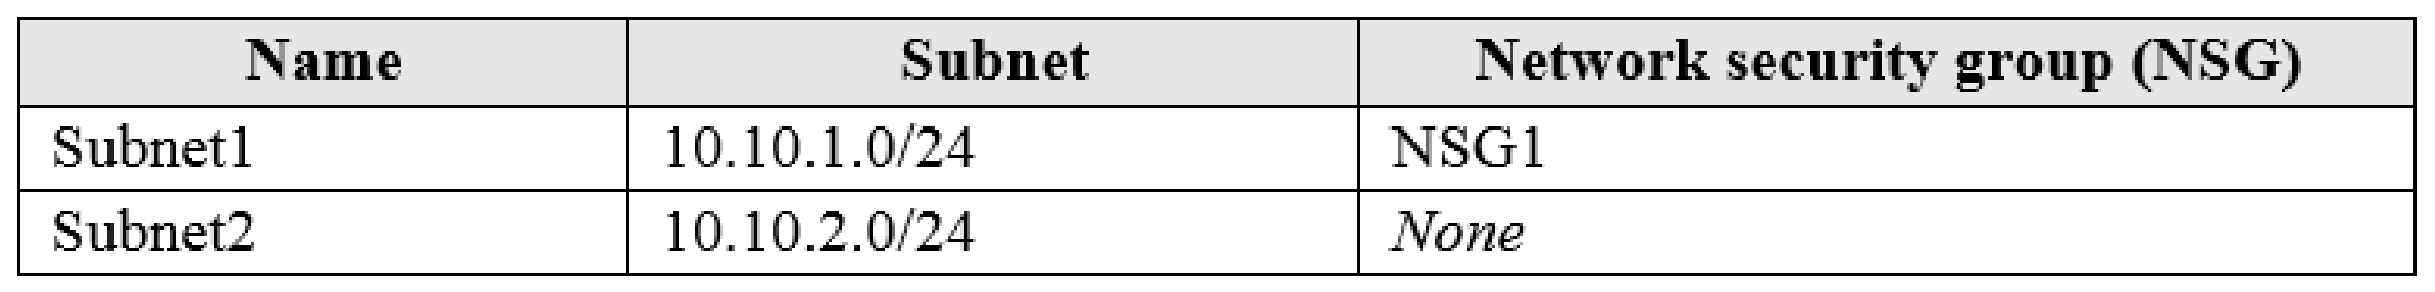 Name Subnet Network security group (NSG)
Subnet1 10.10.1.0/24 NSG1
Subnet2 10.10.2.0/24 None